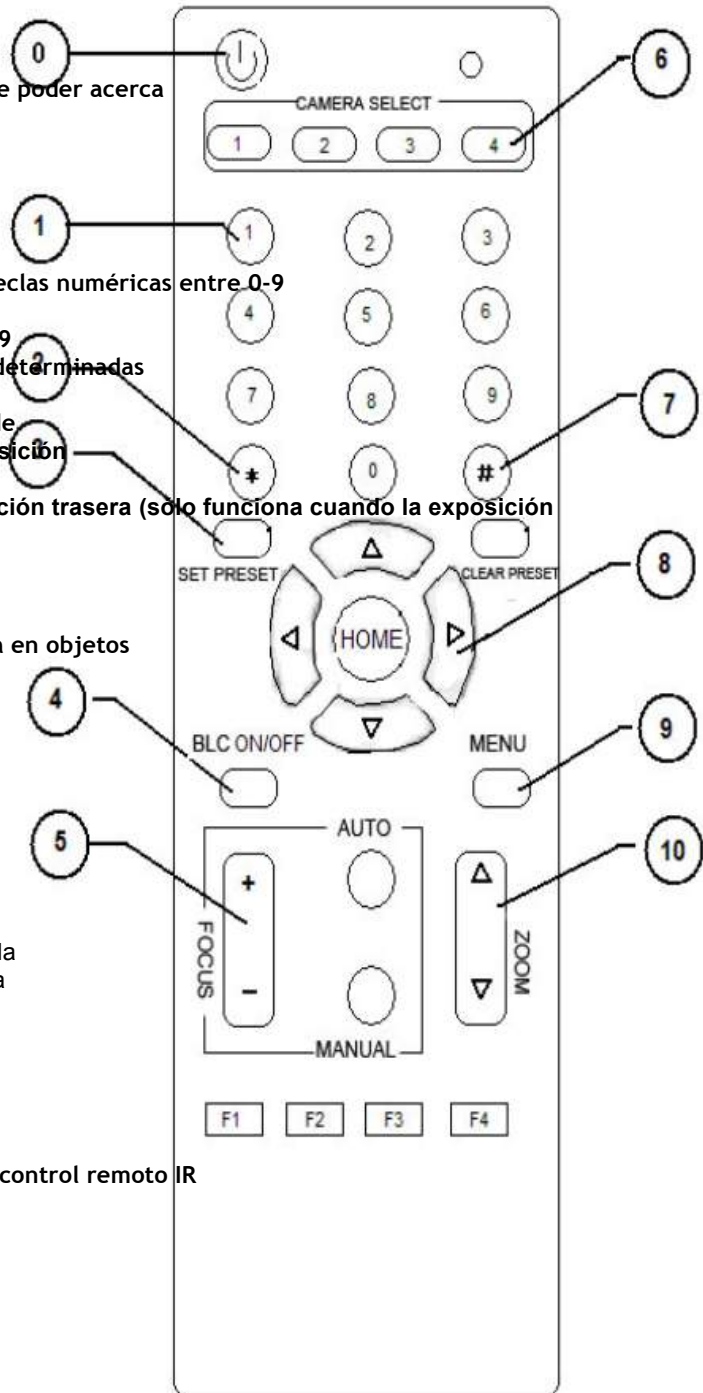 0
6
e poder acerca
CAMERA SELECT
1 2 3 4
1
1 2 3
eclas numéricas entre 0-9
4 5 6
9
2
determinadas
7 8 9
7
de
3
sición
* 0 #
ción trasera (sólo funciona cuando la exposición
SET PRESET
CLEAR PRESET
8
HOME
a en objetos
4
BLC ON/OFF
MENU
9
5
AUTO
10
+
FOCUS
ZOOM
la
a
-
MANUAL
F1 F2 F3 F4
control remoto IR